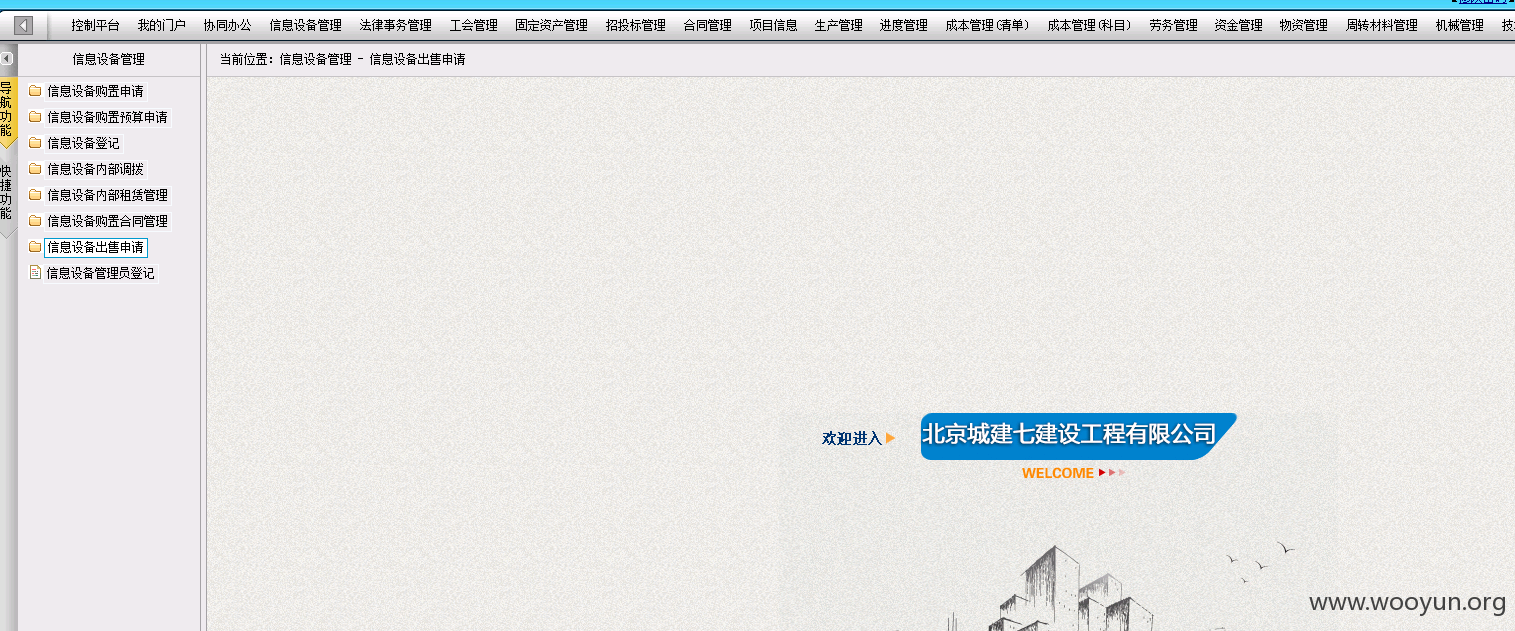 控制平台 我的门户 协同办公 信息设备管理 法律事务管理 工会管理 固定资产管理 招投标管理 合同管理 项目信息 生产管理 进度管理 成本管理(清单) 成本管理(科目) 劳务管理 资金管理 物资管理 周转材料管理 机械管理
信息设备管理
当前位置: 信息设备管理 - 信息设备出售申请
导航功能
快捷功能
信息设备购置申请
信息设备购置预算申请
信息设备登记
信息设备内部调拨
信息设备内部租赁管理
信息设备购置合同管理
信息设备出售申请
信息设备管理员登记
欢迎进入
北京城建七建设工程有限公司
WELCOME
www.wooyun.org